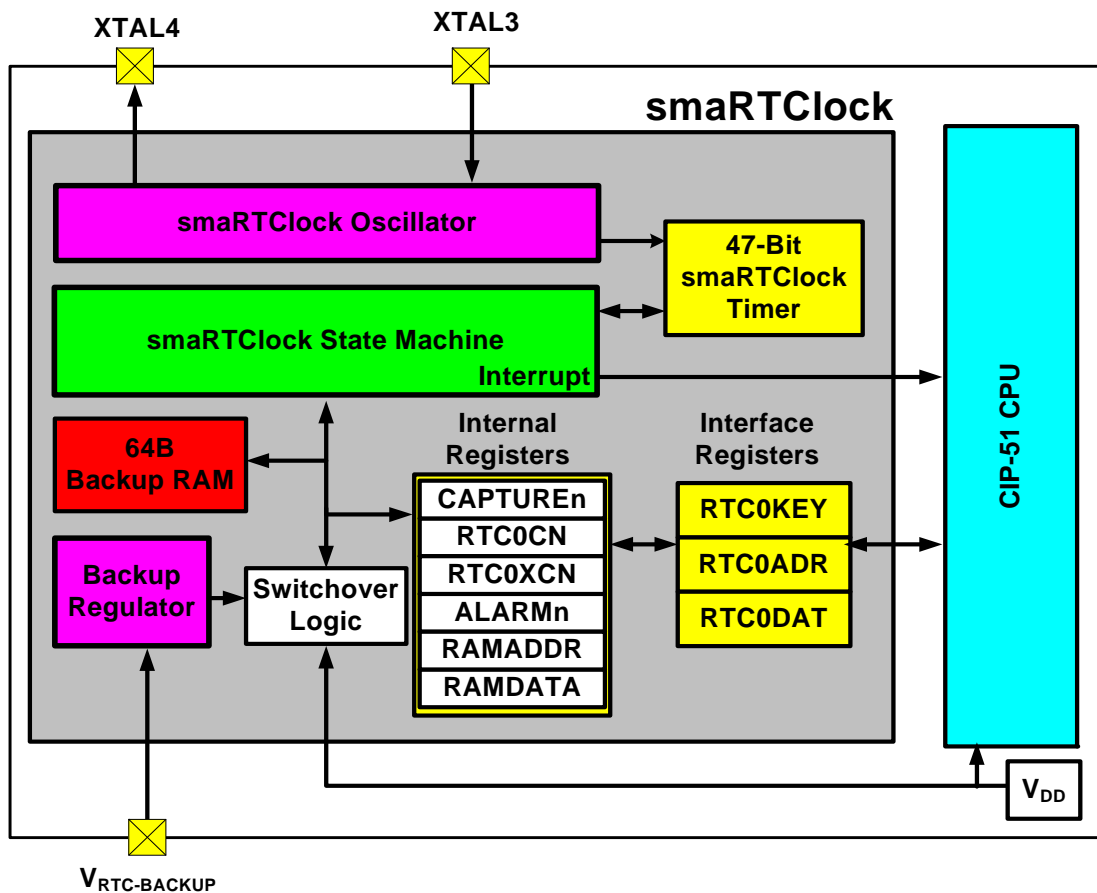 XTAL4
XTAL3
smaRTClock
smaRTClock Oscillator
47-Bit
smaRTClock
Timer
smaRTClock State Machine
Interrupt
CIP-51 CPU
64B
Backup RAM
Internal
Registers
Interface
Registers
CAPTUREn
RTC0CN
RTC0XCN
ALARMn
RAMADDR
RAMDATA
RTC0KEY
RTC0ADR
RTC0DAT
Backup
Regulator
Switchover
Logic
VDD
VRTC-BACKUP